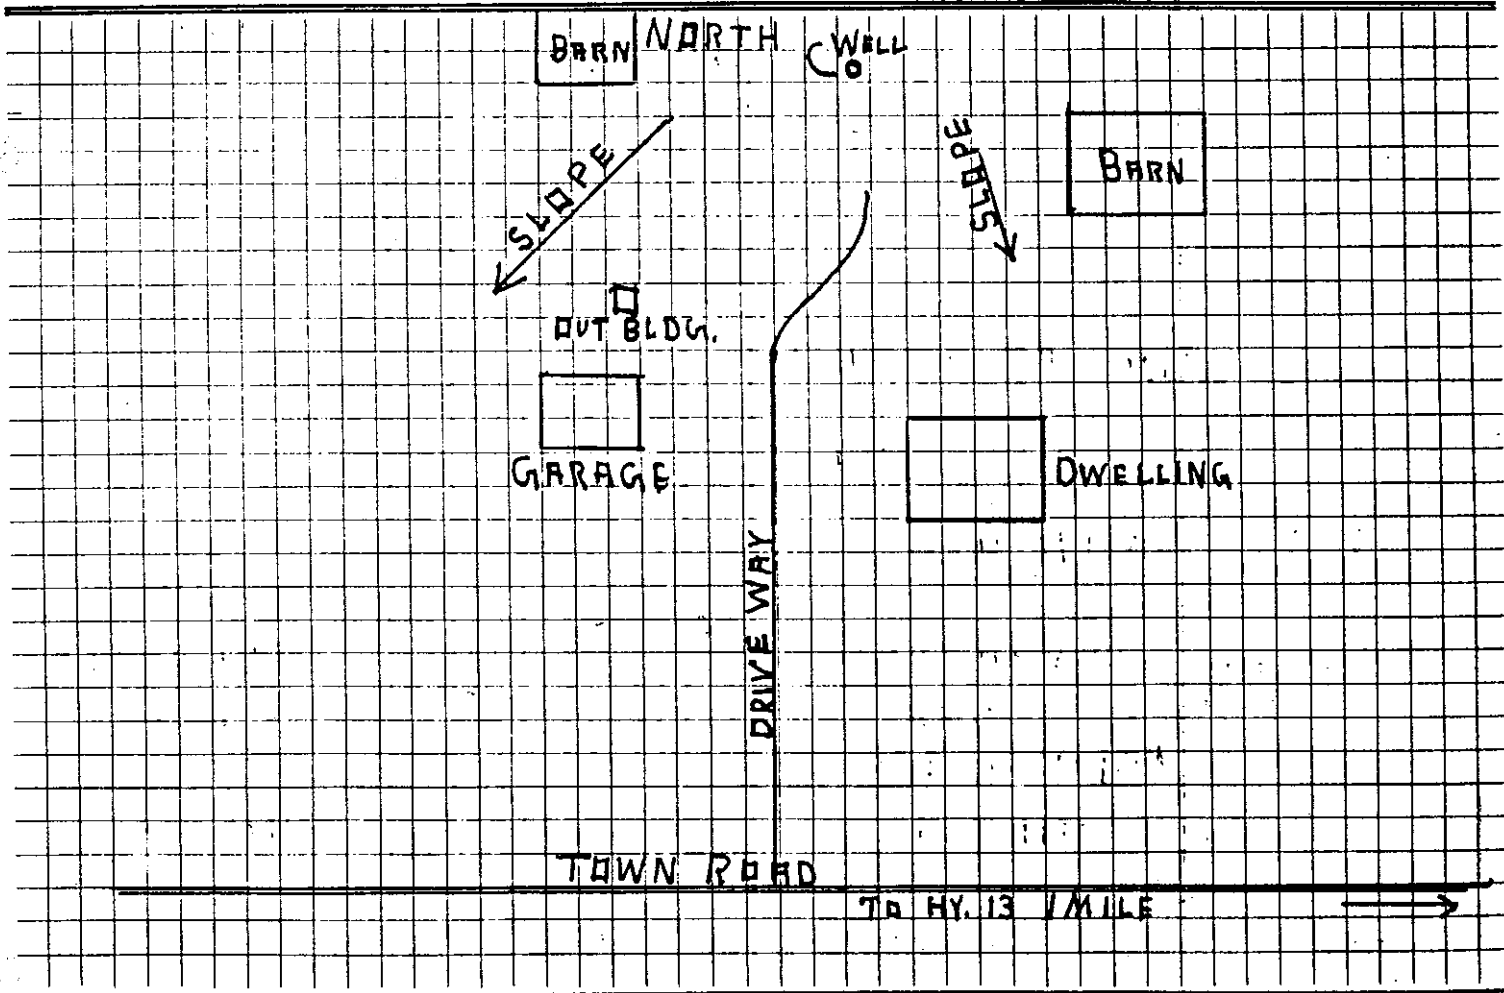 BARN
NORTH
WELL
BARN
SLOPE
SLOPE
OUT BLDG.
GARAGE
DWELLING
DRIVE WAY
TOWN ROAD
TO HY. 13 1 MILE